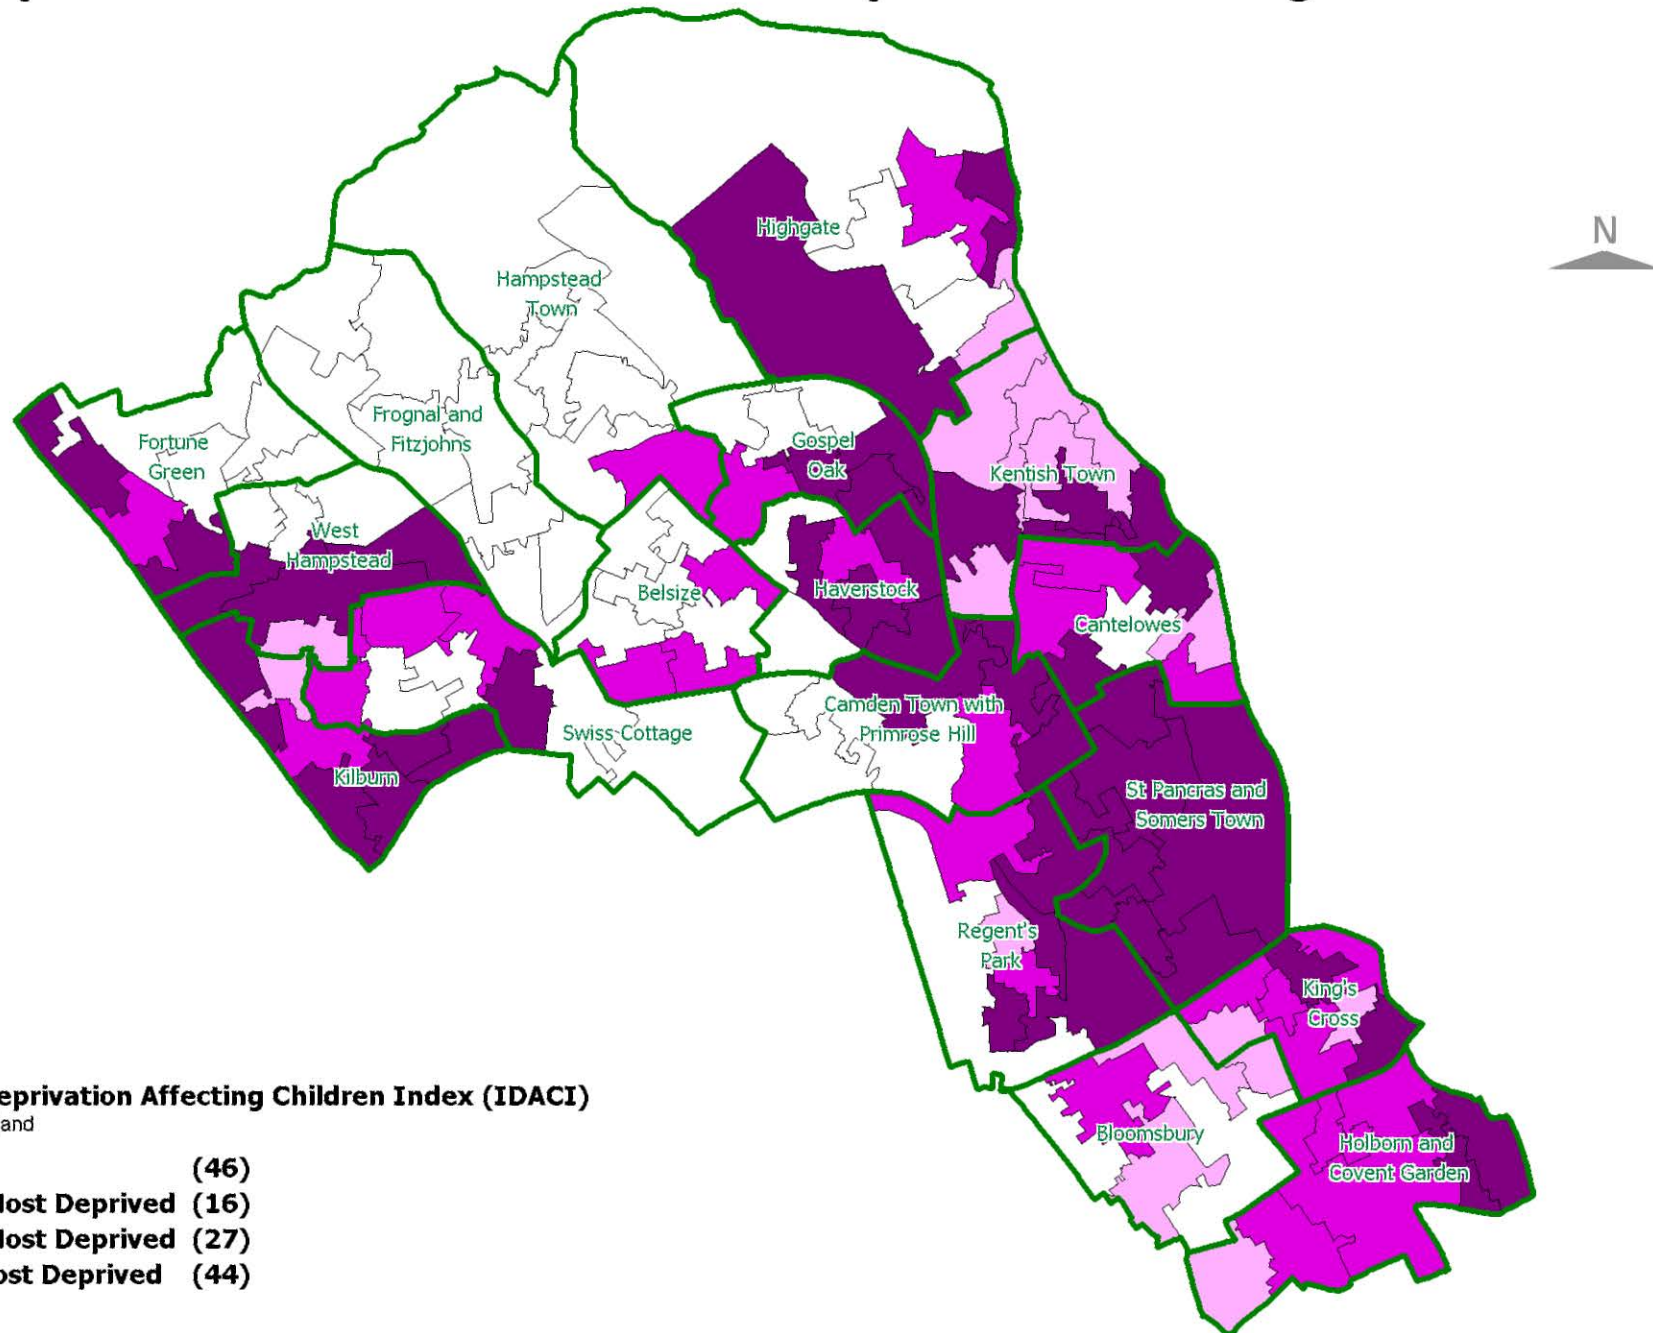 N
Highgate
Hampstead
Town
Frognal and
Fitzjohns
Fortune
Green
Gospel
Oak
Kentish Town
West
Hampstead
Belsize
Haverstock
Cantelowes
Camden Town with
Primrose Hill
Swiss Cottage
Kilburn
St Pancras and
Somers Town
Regent's
Park
King's
Cross
Bloomsbury
Holborn and
Covent Garden
eprivation Affecting Children Index (IDACI)
and
(46)
Most Deprived (16)
Most Deprived (27)
ost Deprived (44)